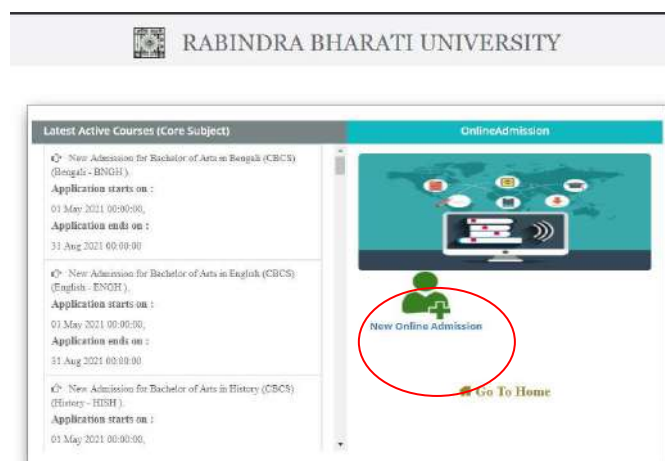 RABINDRA BHARATI UNIVERSITY
Latest Active Courses (Core Subject)
New Admission for Bachelor of Arts in Bengali (CBCS)
(Bengali - BNGH ).
Application starts on :
01 May 2021 00:00:00,
Application ends on :
31 Aug 2021 00:00:00
New Admission for Bachelor of Arts in English (CBCS)
(English - ENGH ).
Application starts on :
01 May 2021 00:00:00,
Application ends on :
31 Aug 2021 00:00:00
New Admission for Bachelor of Arts in History (CBCS)
(History - HISH ).
Application starts on :
01 May 2021 00:00:00,
OnlineAdmission
New Online Admission
Go To Home